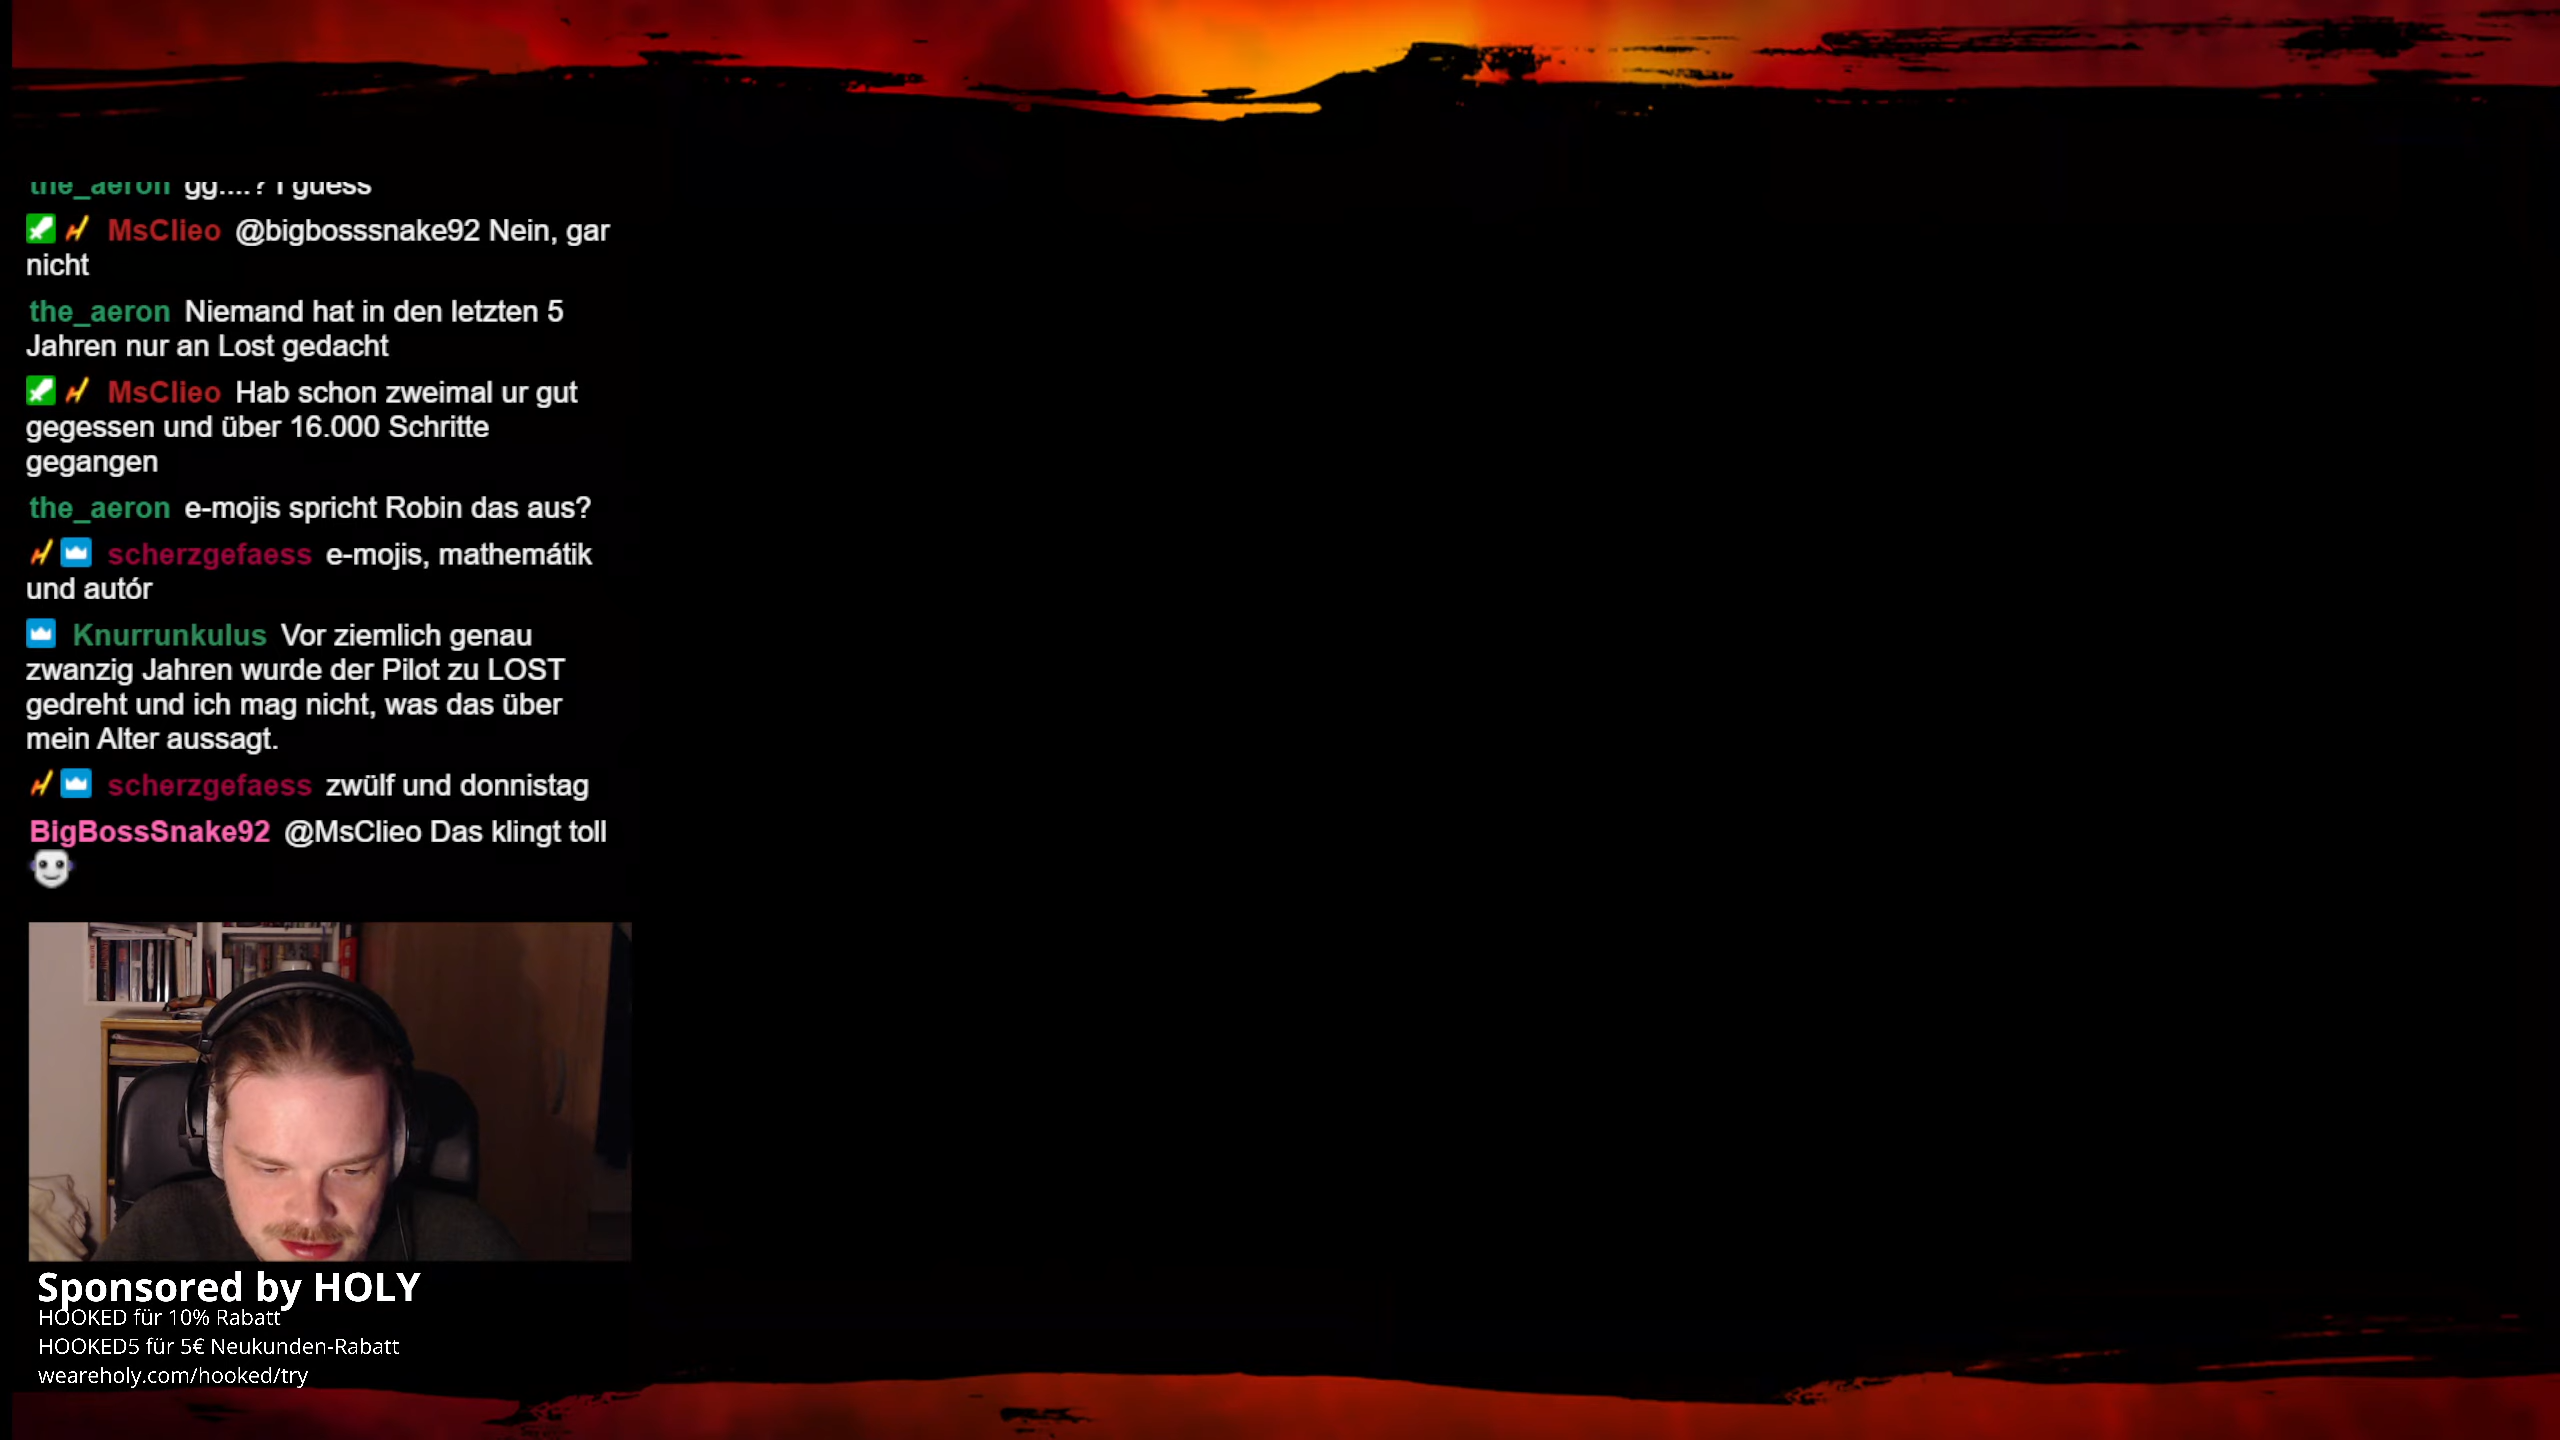 the_aeron gg....? I guess
MsClieo @bigbosssnake92 Nein, gar
nicht
the_aeron Niemand hat in den letzten 5
Jahren nur an Lost gedacht
MsClieo Hab schon zweimal ur gut
gegessen und über 16.000 Schritte
gegangen
the_aeron e-mojis spricht Robin das aus?
scherzgefaess e-mojis, mathemátik
und autór
Knurrunkulus Vor ziemlich genau
zwanzig Jahren wurde der Pilot zu LOST
gedreht und ich mag nicht, was das über
mein Alter aussagt.
scherzgefaess zwülf und donnistag
BigBossSnake92 @MsClieo Das klingt toll
Sponsored by HOLY
HOOKED für 10% Rabatt
HOOKED5 für 5€ Neukunden-Rabatt
weareholy.com/hooked/try